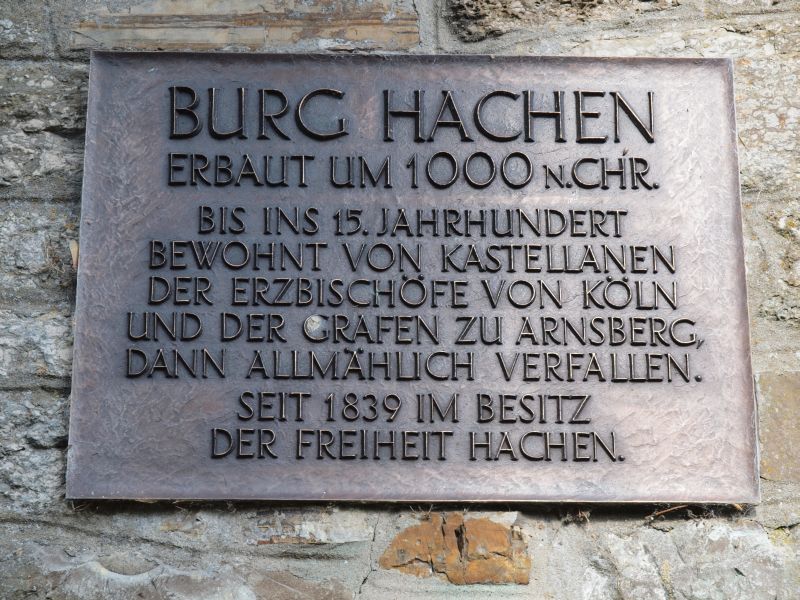 BURG HACHEN
ERBAUT UM 1000 N.CHR.
BIS INS 15. JAHRHUNDERT
BEWOHNT VON KASTELLANEN
DER ERZBISCHÖFE VON KÖLN
UND DER GRAFEN ZU ARNSBERG,
DANN ALLMÄHLICH VERFALLEN.
SEIT 1839 IM BESITZ
DER FREIHEIT HACHEN.